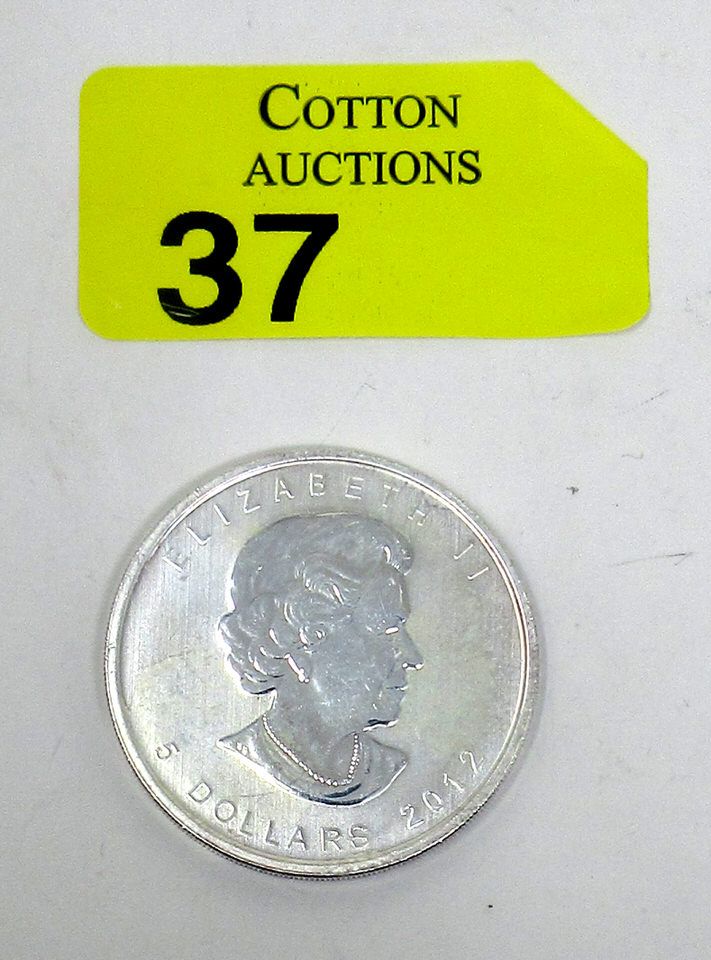 COTTON
AUCTIONS
37
ELIZABETH II
5 DOLLARS 2012